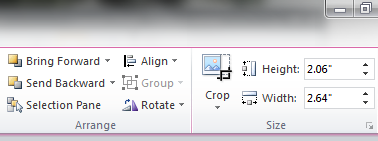 Bring Forward Align
Send Backward Group
Selection Pane Rotate
Arrange
Crop
Height: 2.06"
Width: 2.64"
Size